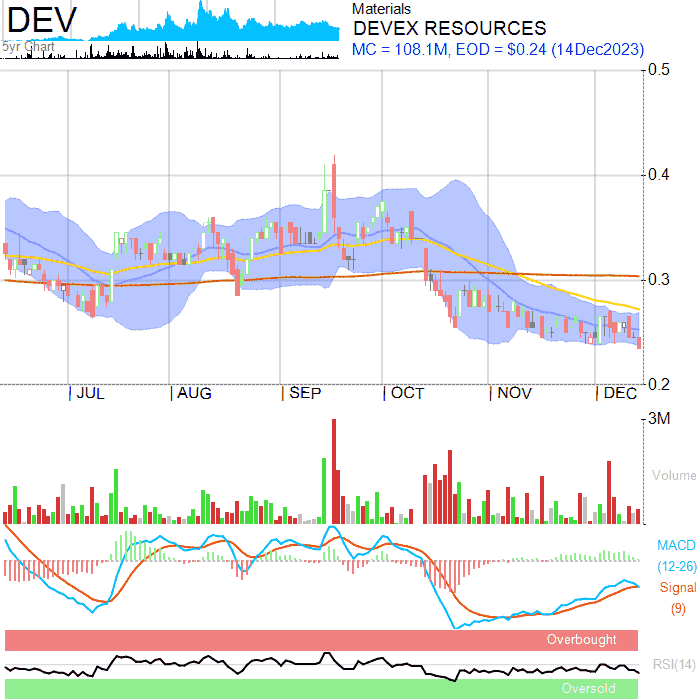 DEV
5yr Chart
Materials
DEVEX RESOURCES
MC = 108.1M, EOD = $0.24 (14Dec2023)
0.5
0.4
0.3
0.2
JUL AUG SEP OCT NOV DEC
3M
Volume
MACD
(12-26)
Signal
(9)
Overbought
RSI(14)
Oversold